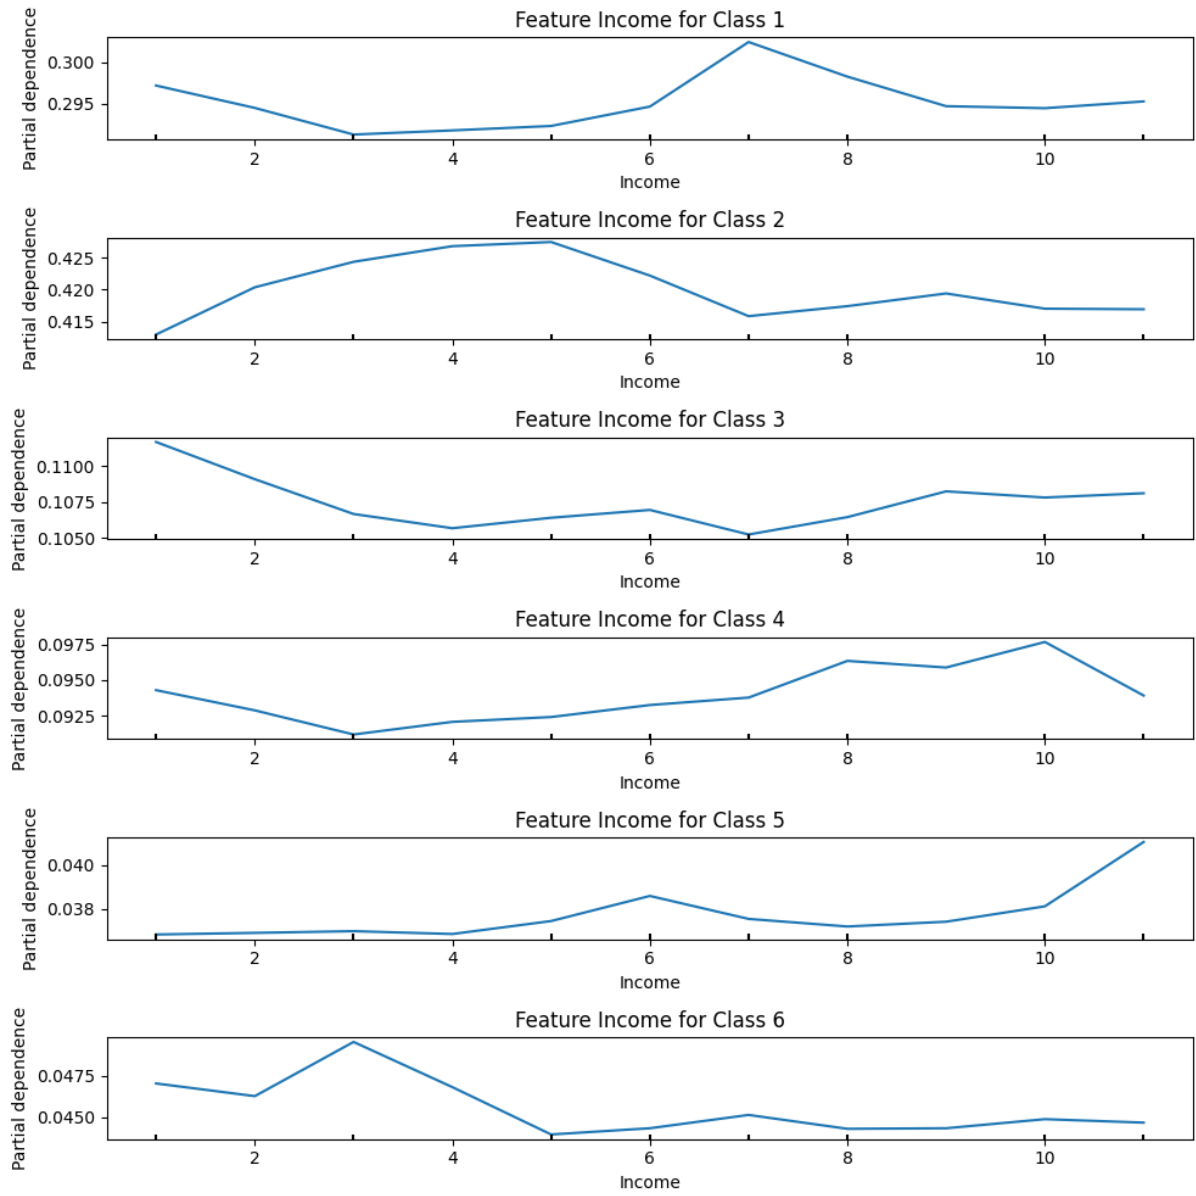 Feature Income for Class 1
Partial dependence
0.300
0.295
2 4 6 8 10
Income
Feature Income for Class 2
Partial dependence
0.425
0.420
0.415
2 4 6 8 10
Income
Feature Income for Class 3
Partial dependence
0.1100
0.1075
0.1050
2 4 6 8 10
Income
Feature Income for Class 4
Partial dependence
0.0975
0.0950
0.0925
2 4 6 8 10
Income
Feature Income for Class 5
Partial dependence
0.040
0.038
2 4 6 8 10
Income
Feature Income for Class 6
Partial dependence
0.0475
0.0450
2 4 6 8 10
Income